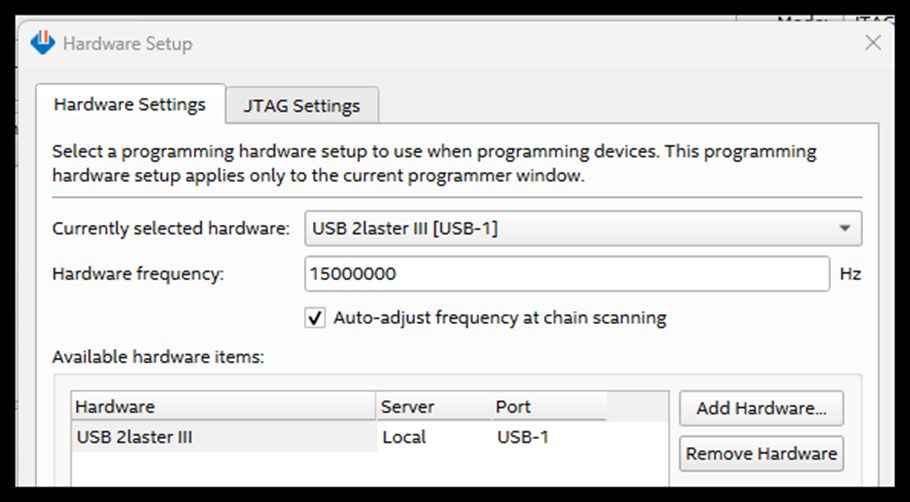 Hardware Setup
Hardware Settings
JTAG Settings
Select a programming hardware setup to use when programming devices. This programming
hardware setup applies only to the current programmer window.
Currently selected hardware: USB 2laster III [USB-1]
Hardware frequency: 15000000 Hz
Auto-adjust frequency at chain scanning
Available hardware items:
Hardware Server Port
USB 2laster III Local USB-1
Add Hardware...
Remove Hardware